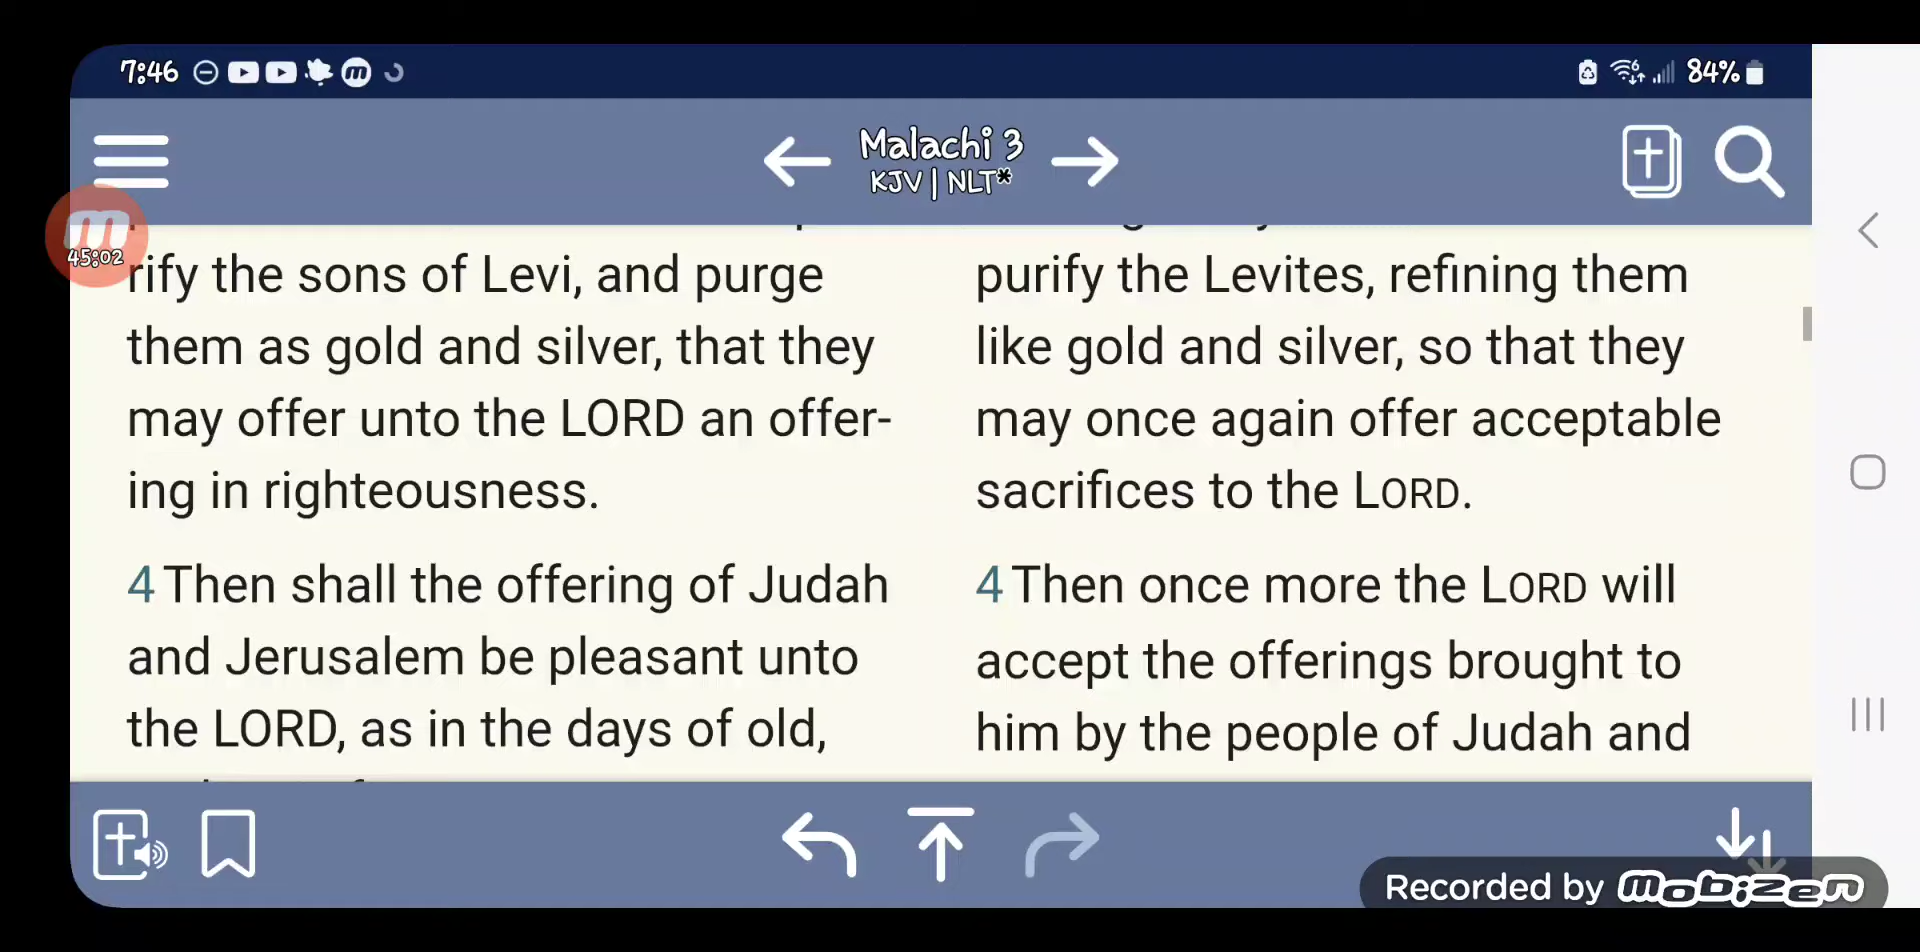 7:46
84%
Malachi 3
KJV | NLT*
45:02
rify the sons of Levi, and purge
them as gold and silver, that they
may offer unto the LORD an offer-
ing in righteousness.
4 Then shall the offering of Judah
and Jerusalem be pleasant unto
the LORD, as in the days of old,
purify the Levites, refining them
like gold and silver, so that they
may once again offer acceptable
sacrifices to the LORD.
4 Then once more the LORD will
accept the offerings brought to
him by the people of Judah and
Recorded by mobizen